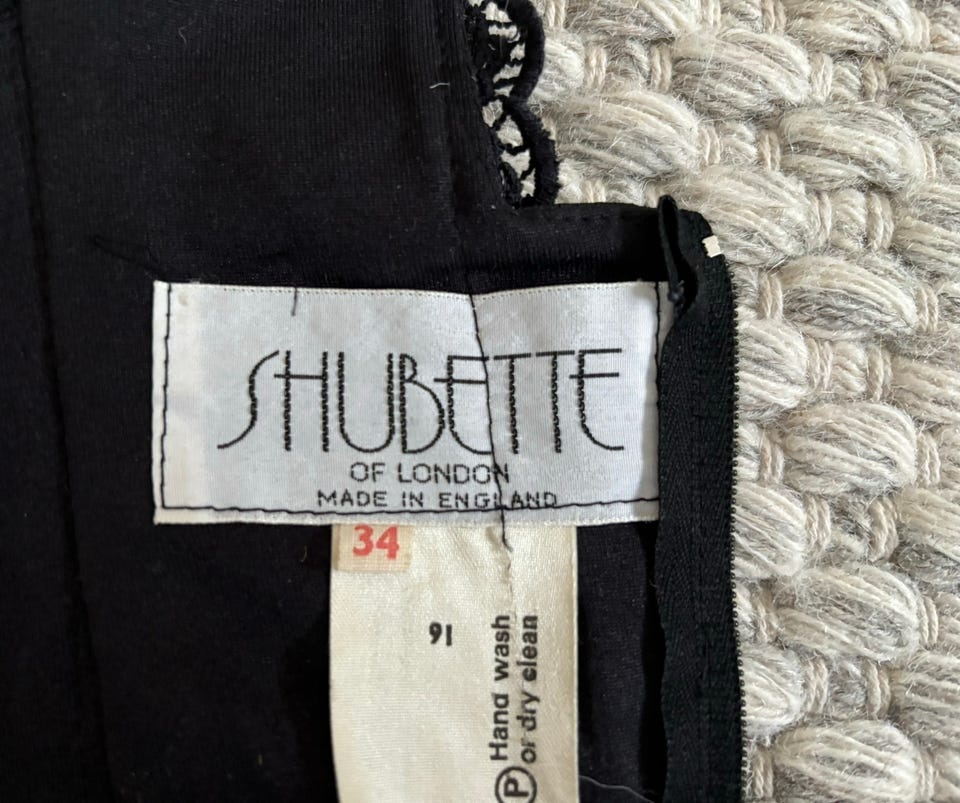 SHUBETTE
OF LONDON
MADE IN ENGLAND
34
91
Hand wash
P or dry clean